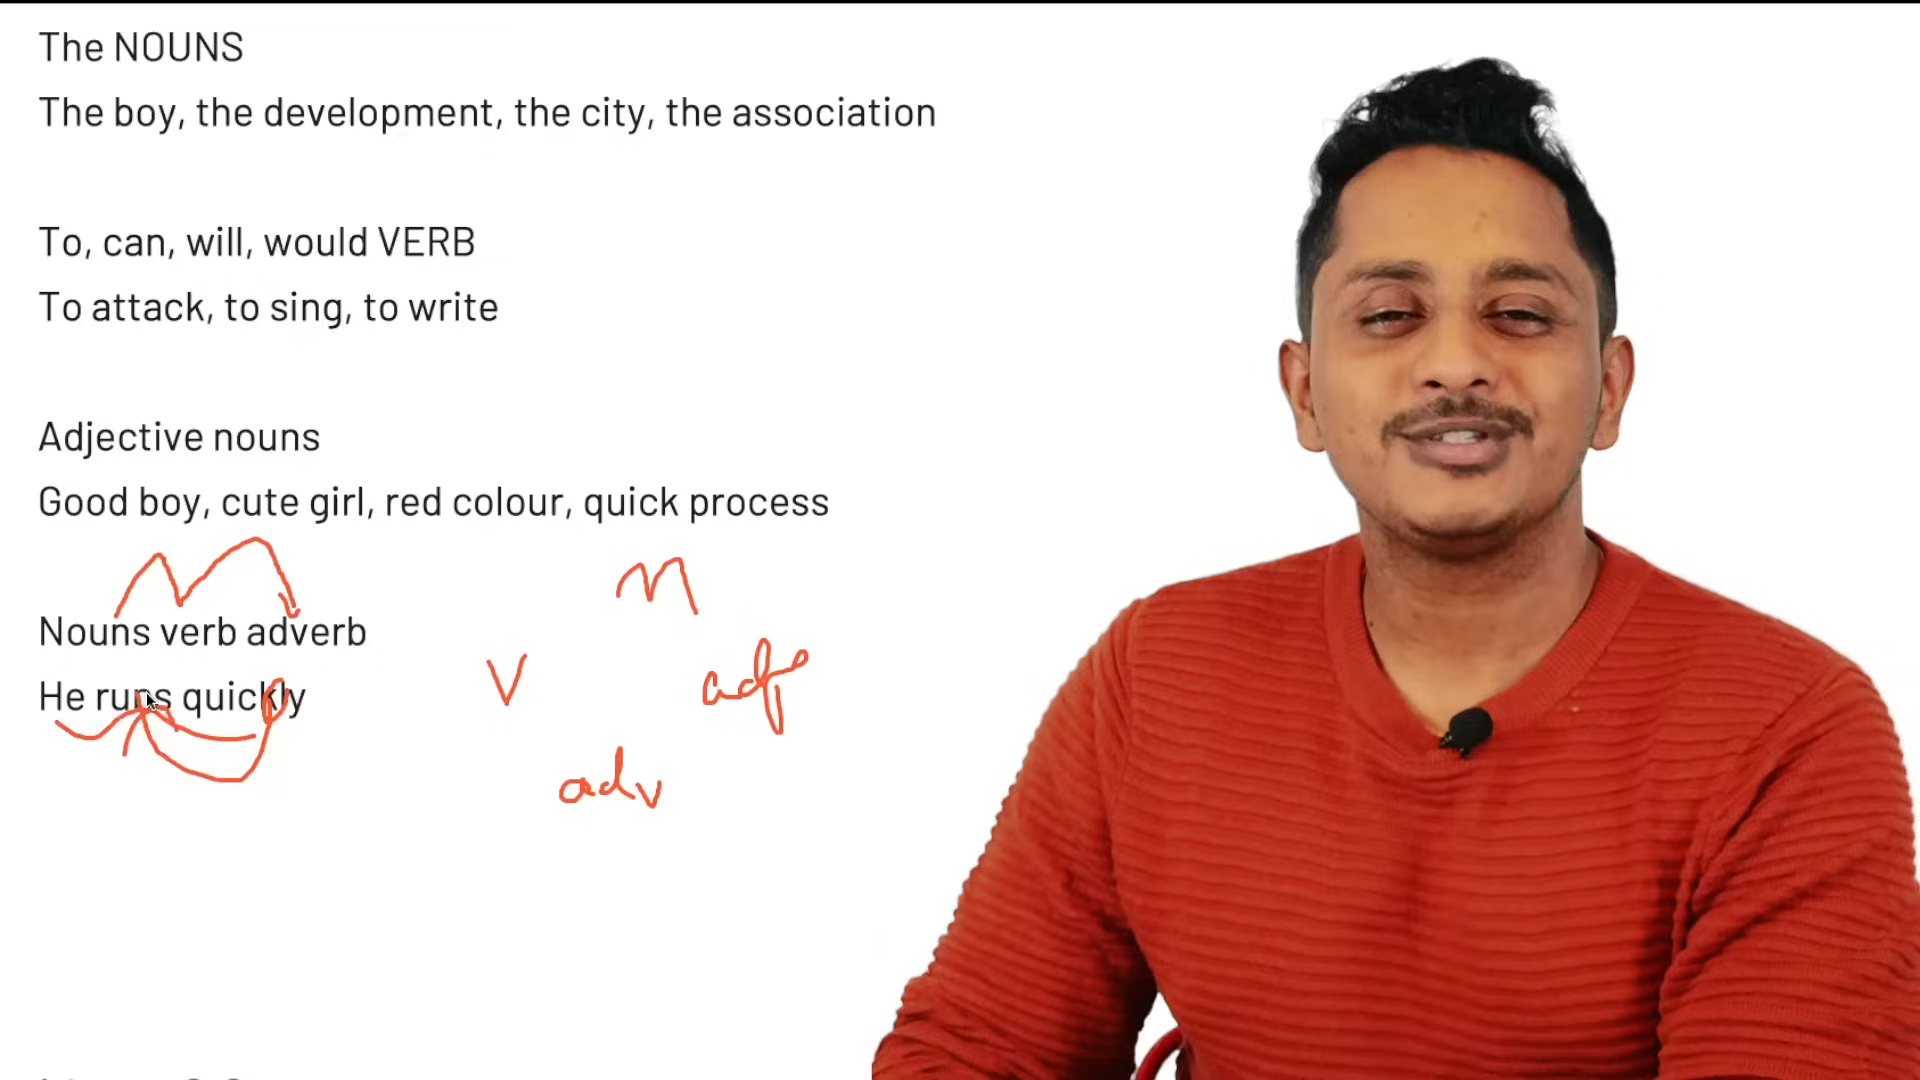 The NOUNS
The boy, the development, the city, the association
To, can, will, would VERB
To attack, to sing, to write
Adjective nouns
Good boy, cute girl, red colour, quick process
n
Nouns verb adverb
v
adj
He runs quickly
adv